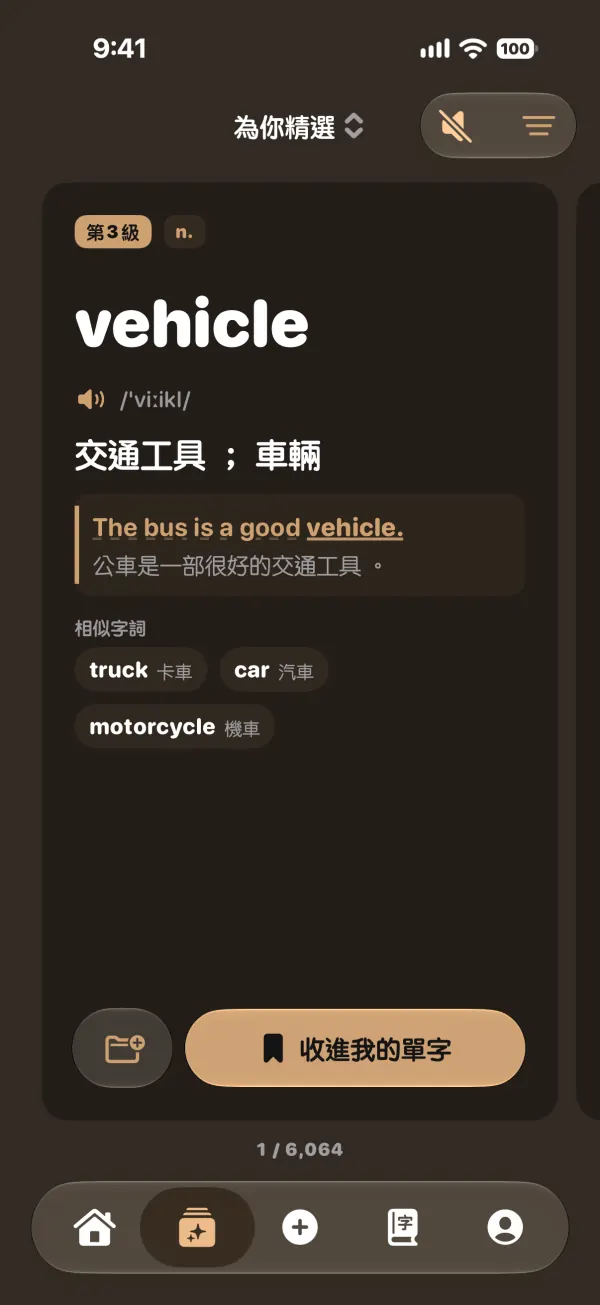 9:41
100
為你精選
第3級 n.
vehicle
/ˈviːikl/
交通工具 ； 車輛
The bus is a good vehicle.
公車是一部很好的交通工具 。
相似字詞
truck 卡車 car 汽車
motorcycle 機車
收進我的單字
1 / 6,064
字